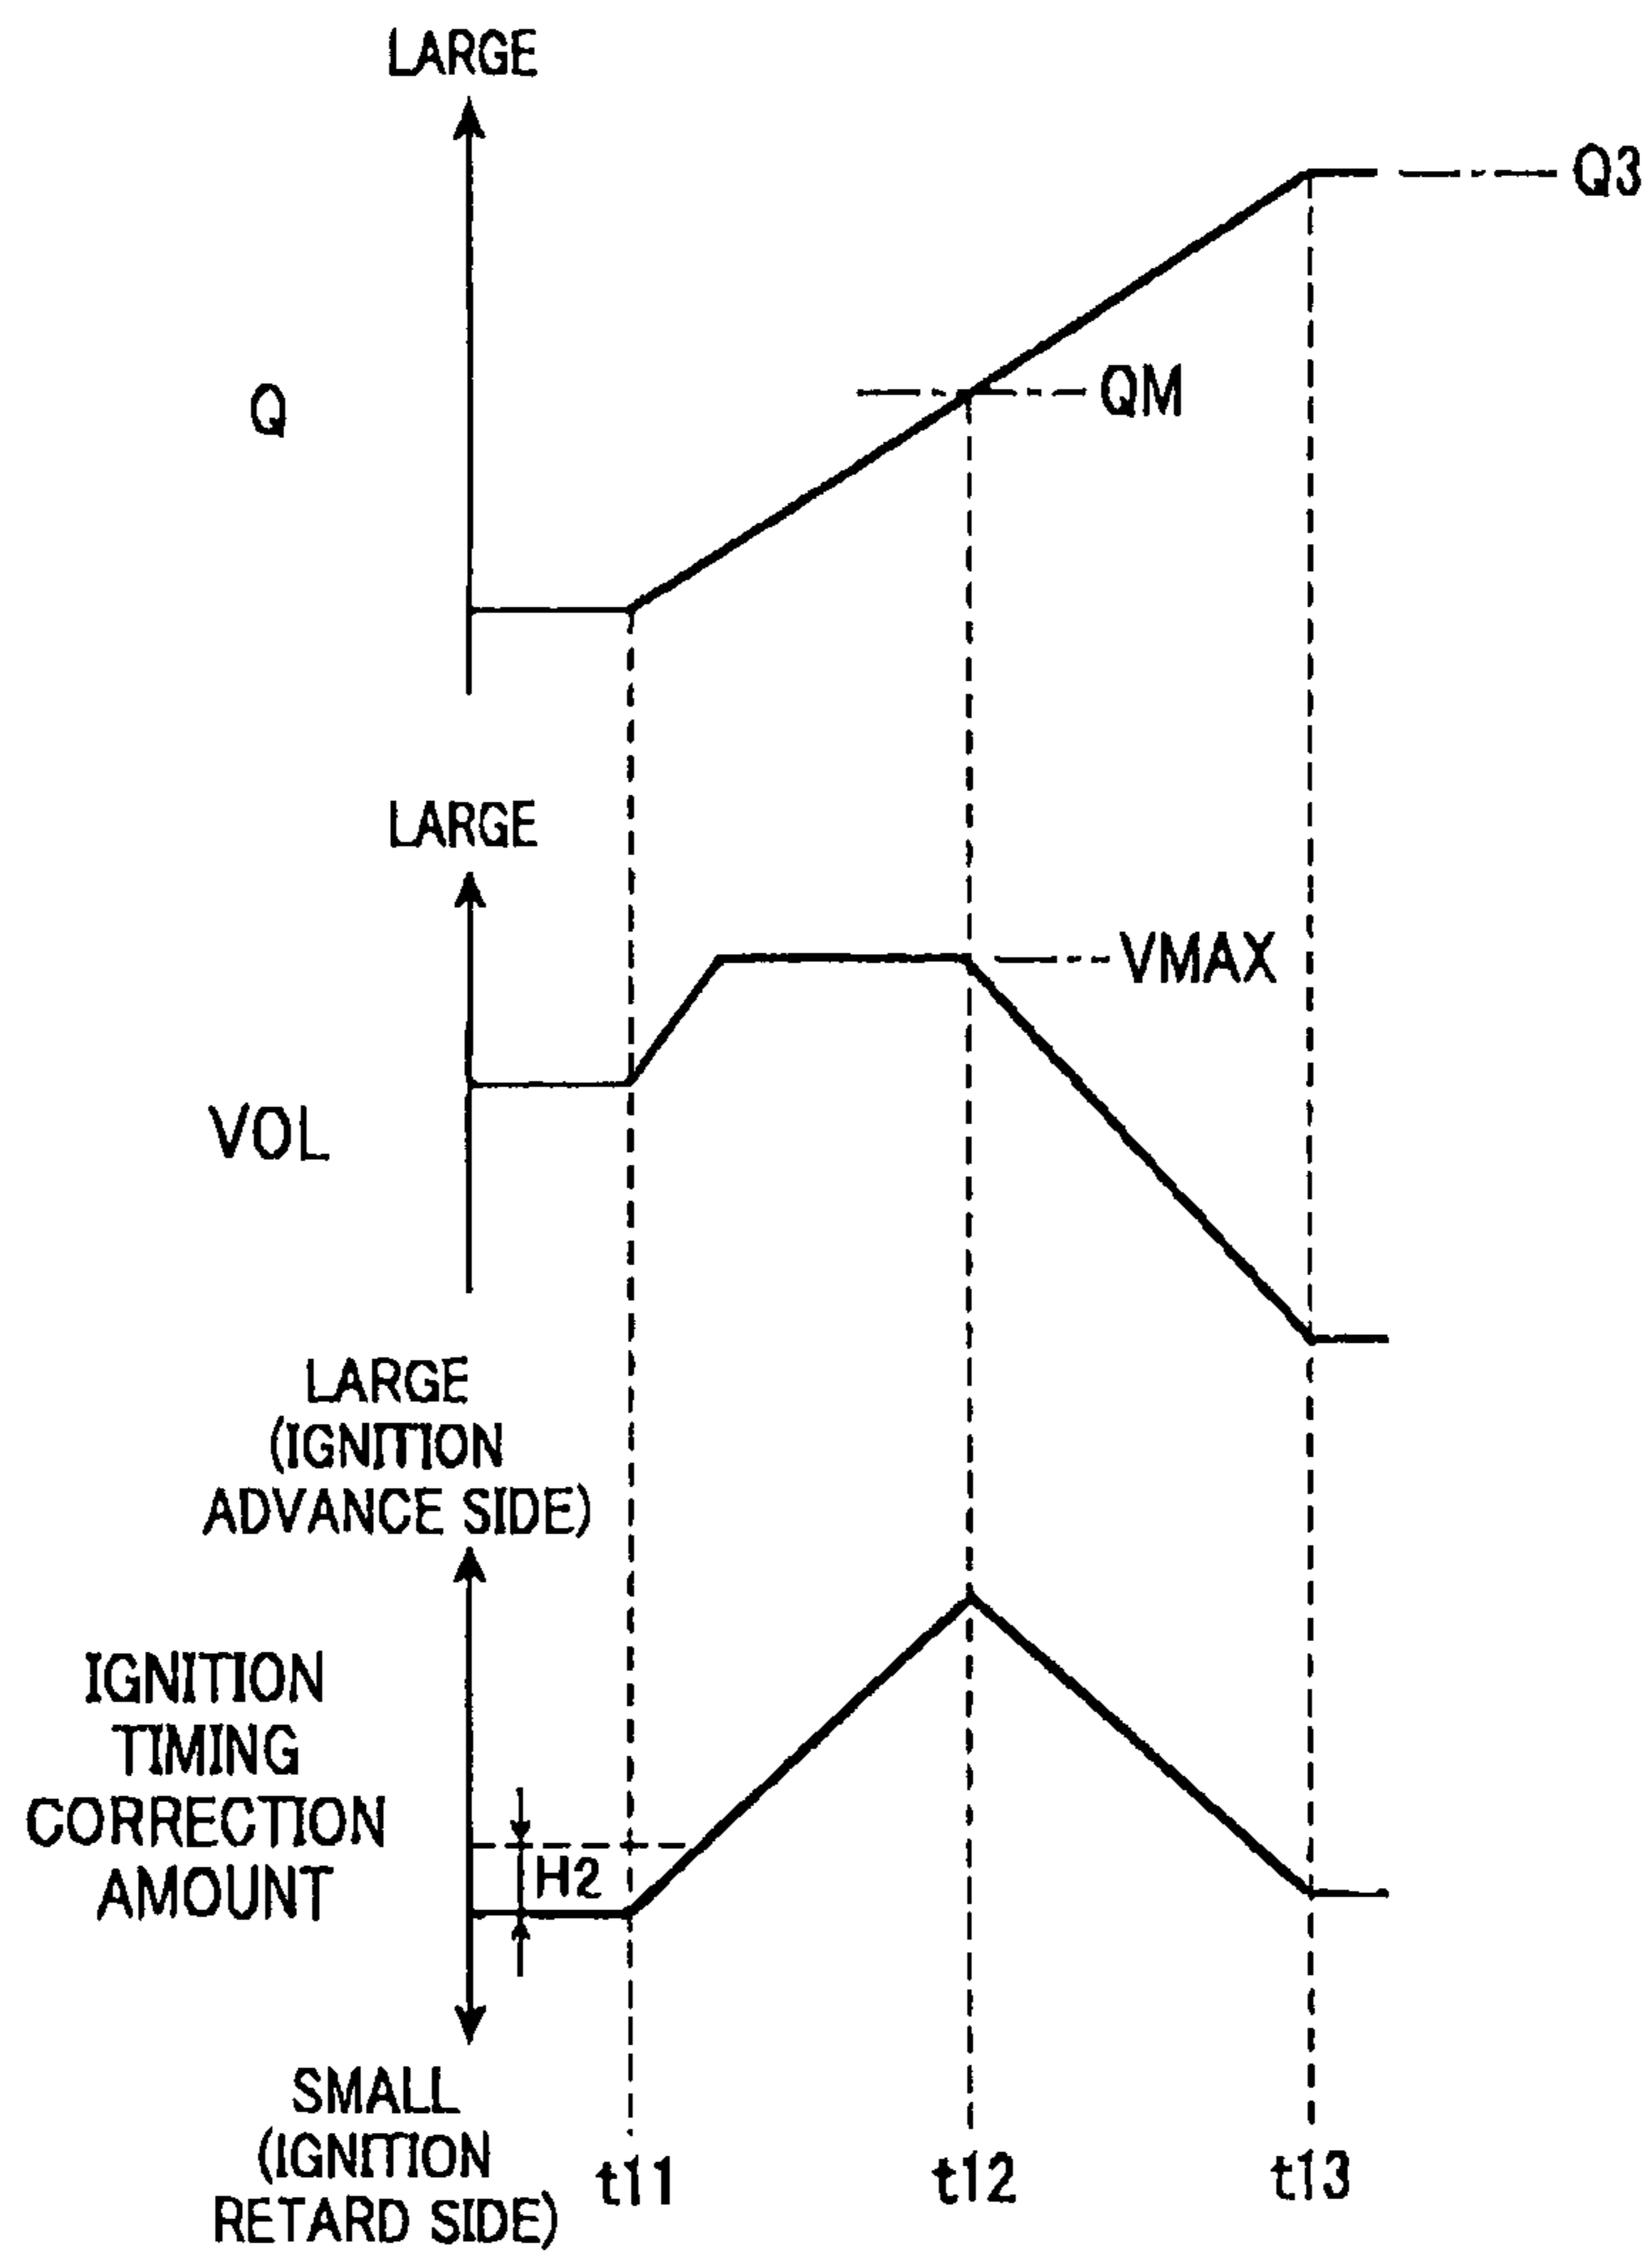 LARGE
Q3
QM
Q
LARGE
VMAX
VOL
LARGE
(IGNITION
ADVANCE SIDE)
IGNITION
TIMING
CORRECTION
AMOUNT
H2
SMALL
(IGNITION
RETARD SIDE)
t11
t12
t13